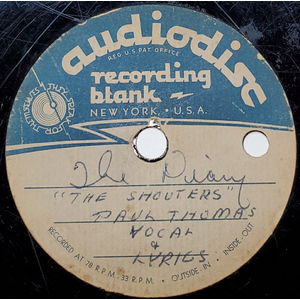 audiodisc
REG. U.S. PAT. OFFICE
recording
blank
NEW YORK, U.S.A.
The Diary
"THE SHOUTERS"
PAUL THOMAS
VOCAL
&
LYRICS
RECORDED AT 78 R.P.M. 33 R.P.M. OUTSIDE-IN INSIDE OUT